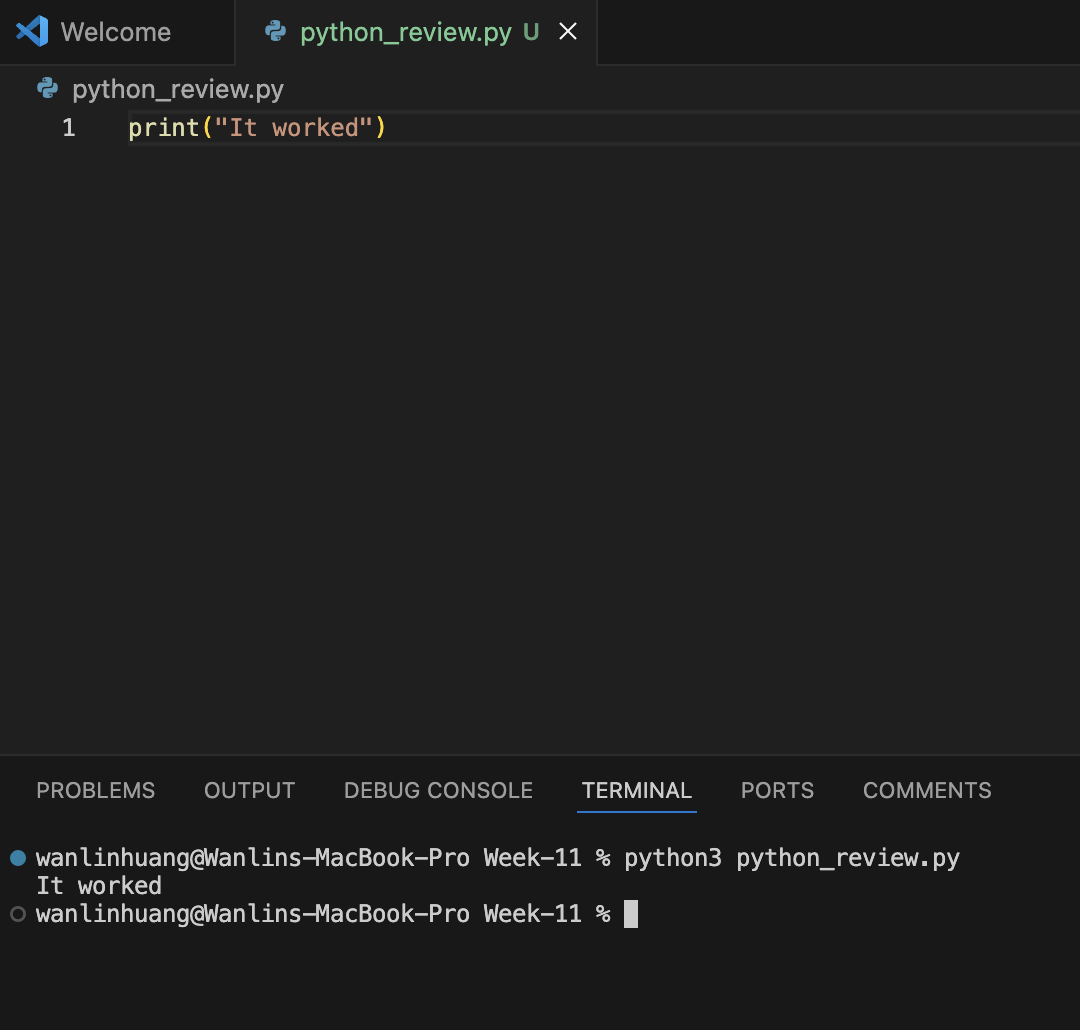 Welcome
python_review.py U
python_review.py
1 print("It worked")
PROBLEMS OUTPUT DEBUG CONSOLE TERMINAL PORTS COMMENTS
wanlinhuang@Wanlins-MacBook-Pro Week-11 % python3 python_review.py
It worked
wanlinhuang@Wanlins-MacBook-Pro Week-11 %